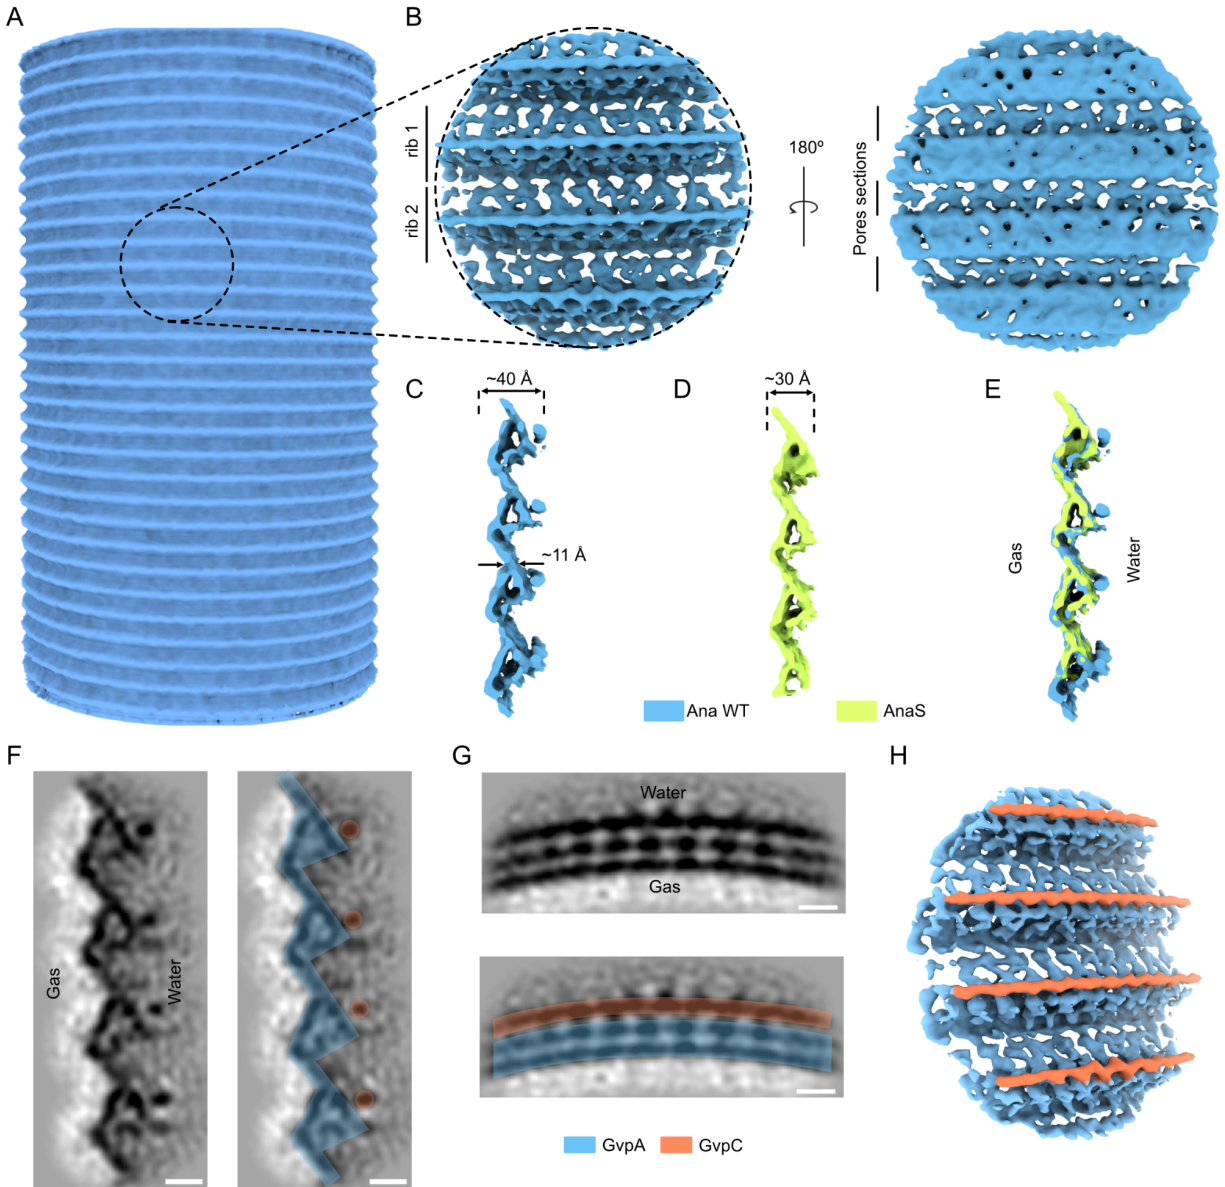 A
B
rib 1
rib 2
180º
Pores sections
C
~40 Å
~11 Å
D
~30 Å
E
Gas
Water
Ana WT
AnaS
F
Gas
Water
G
Water
Gas
H
GvpA
GvpC